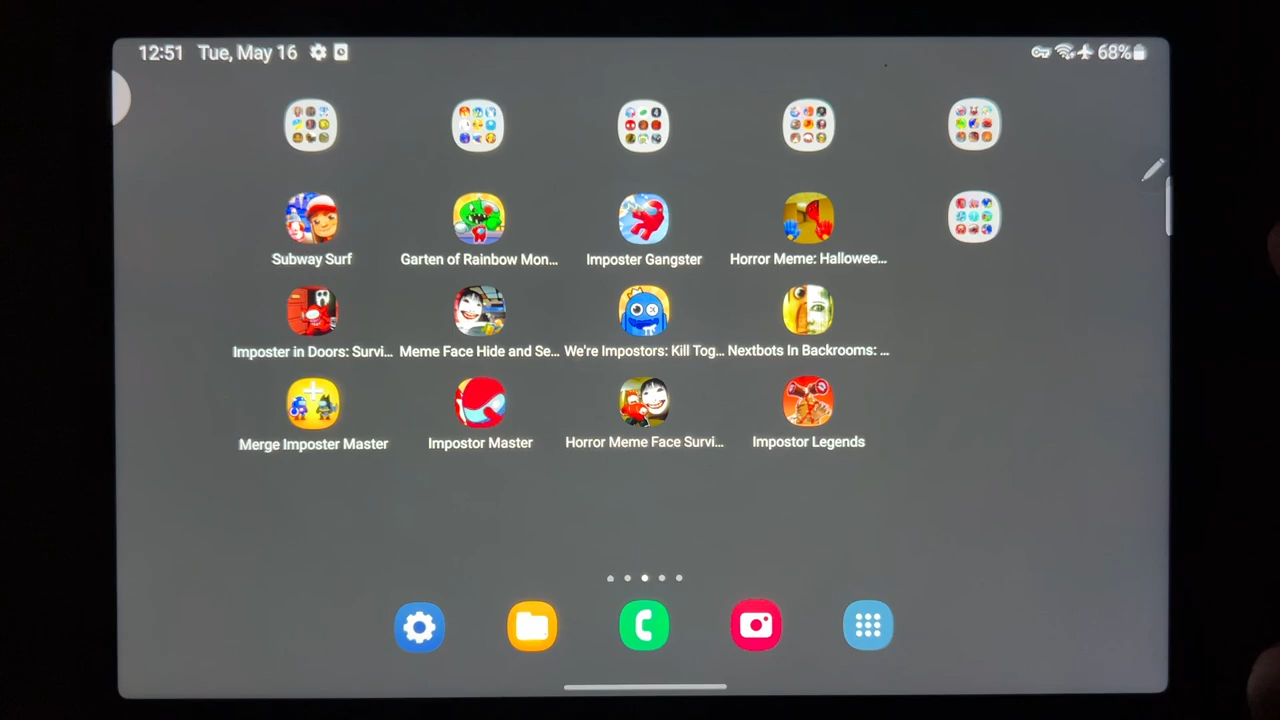 12:51 Tue, May 16 68%
Subway Surf Garten of Rainbow Mon... Imposter Gangster Horror Meme: Hallowee...
Imposter in Doors: Survi... Meme Face Hide and Se... We're Impostors: Kill Tog... Nextbots In Backrooms: ...
Merge Imposter Master Impostor Master Horror Meme Face Survi... Impostor Legends